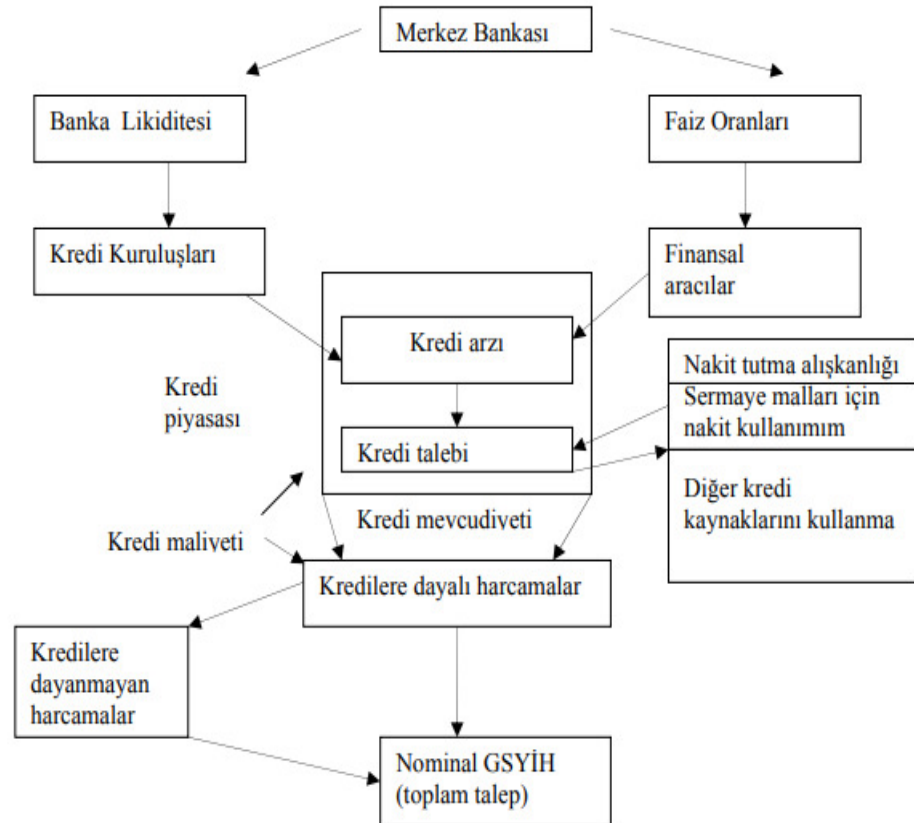 Merkez Bankası
Banka Likiditesi
Faiz Oranları
Kredi Kuruluşları
Finansal
aracılar
Kredi arzı
Nakit tutma alışkanlığı
Sermaye malları için
nakit kullanımım
Kredi
piyasası
Kredi talebi
Diğer kredi
kaynaklarını kullanma
Kredi mevcudiyeti
Kredi maliyeti
Kredilere dayalı harcamalar
Kredilere
dayanmayan
harcamalar
Nominal GSYİH
(toplam talep)